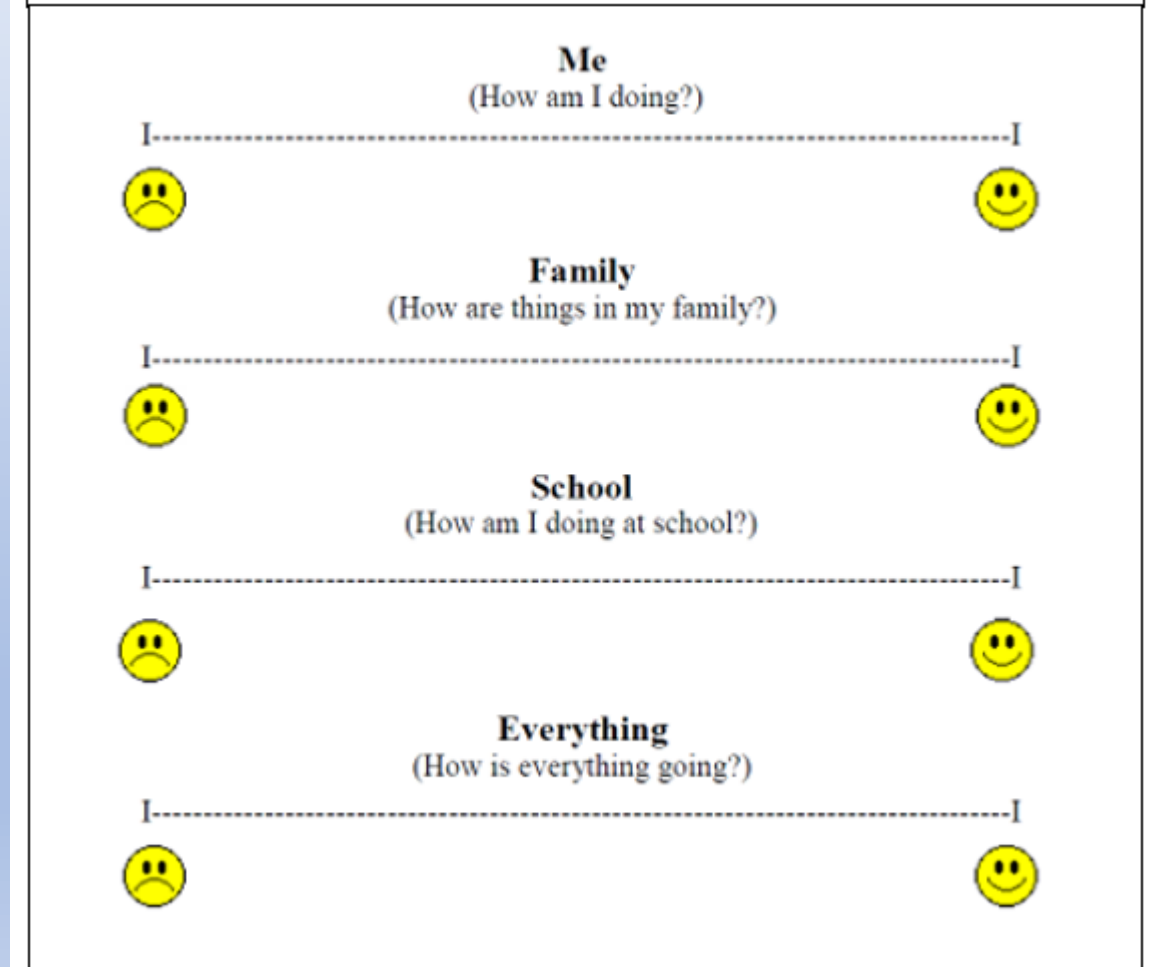 Me
(How am I doing?)
I------------------------------------------------------------------------------------I
Family
(How are things in my family?)
I------------------------------------------------------------------------------------I
School
(How am I doing at school?)
I------------------------------------------------------------------------------------I
Everything
(How is everything going?)
I------------------------------------------------------------------------------------I